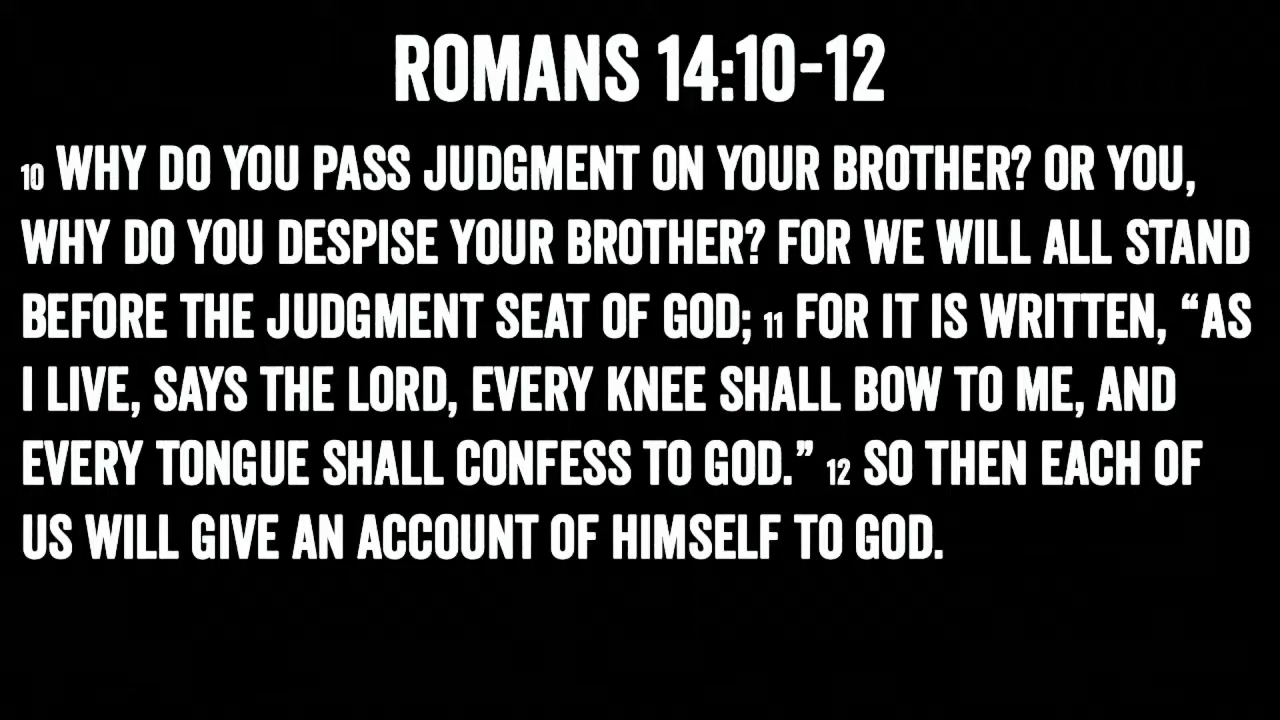 ROMANS 14:10-12
10 WHY DO YOU PASS JUDGMENT ON YOUR BROTHER? OR YOU,
WHY DO YOU DESPISE YOUR BROTHER? FOR WE WILL ALL STAND
BEFORE THE JUDGMENT SEAT OF GOD; 11 FOR IT IS WRITTEN, “AS
I LIVE, SAYS THE LORD, EVERY KNEE SHALL BOW TO ME, AND
EVERY TONGUE SHALL CONFESS TO GOD.” 12 SO THEN EACH OF
US WILL GIVE AN ACCOUNT OF HIMSELF TO GOD.